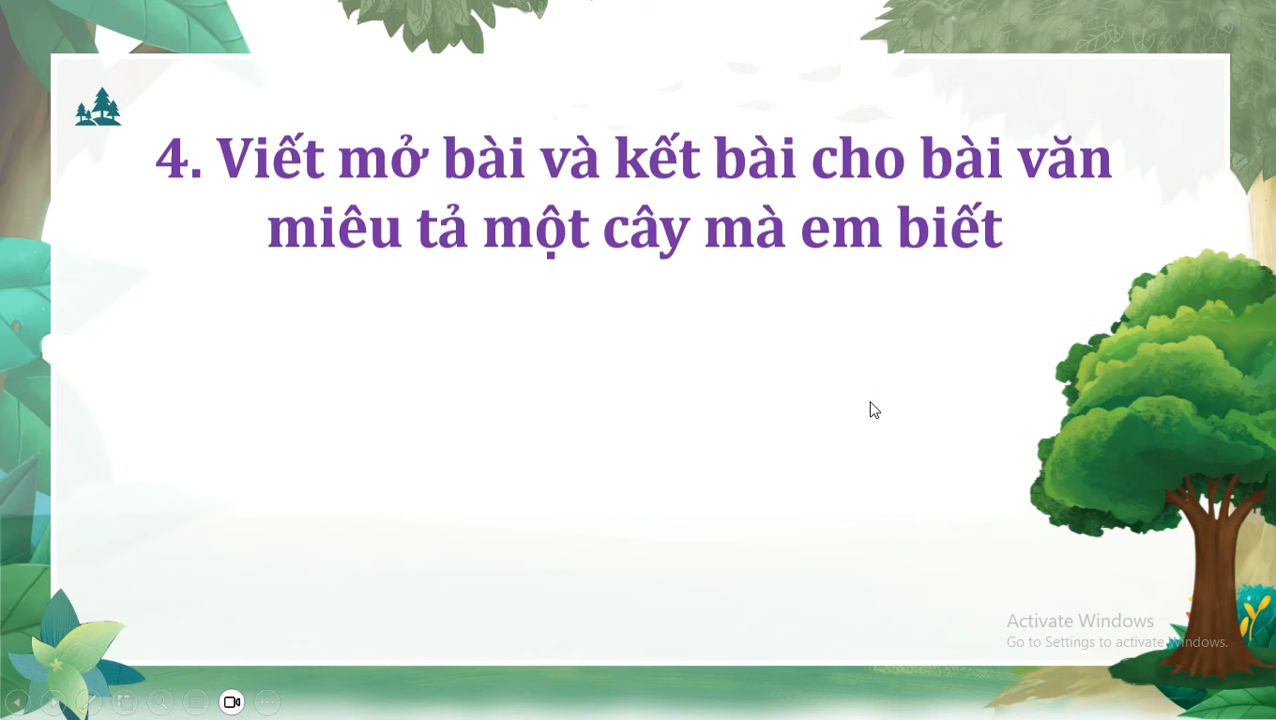 4. Viết mở bài và kết bài cho bài văn
miêu tả một cây mà em biết
Activate Windows
Go to Settings to activate Windows.